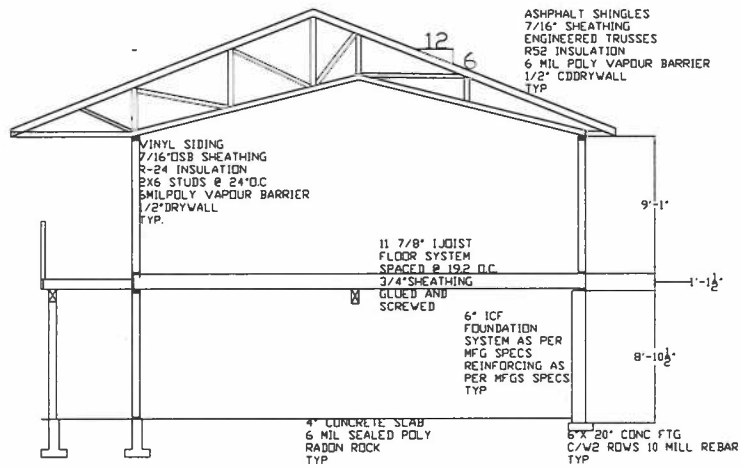 ASHPHALT SHINGLES
7/16" SHEATHING
ENGINEERED TRUSSES
R52 INSULATION
6 MIL POLY VAPOUR BARRIER
1/2" CDDRYWALL
TYP
12
6
VINYL SIDING
7/16"OSB SHEATHING
R-24 INSULATION
2X6 STUDS @ 24"O.C
6MILPOLY VAPOUR BARRIER
1/2"DRYWALL
TYP.
9'-1"
11 7/8" IJOIST
FLOOR SYSTEM
SPACED @ 19.2 O.C.
3/4"SHEATHING
GLUED AND
SCREWED
1'-1½"
6" ICF
FOUNDATION
SYSTEM AS PER
MFG SPECS
REINFORCING AS
PER MFGS SPECS
TYP
8'-10½"
4" CONCRETE SLAB
6 MIL SEALED POLY
RADON ROCK
TYP
6"X 20" CONC FTG
C/W2 ROWS 10 MILL REBAR
TYP